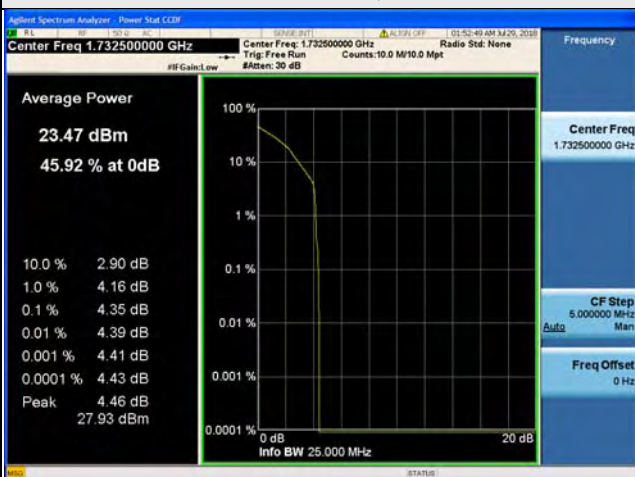 Agilent Spectrum Analyzer - Power Stat CCDF
RL RF 50 Ω AC SENSE:INT ALIGN OFF 01:52:49 AM Jul 29, 2018
Center Freq 1.732500000 GHz
Center Freq: 1.732500000 GHz Radio Std: None
Trig: Free Run Counts:10.0 M/10.0 Mpt
#IFGain:Low #Atten: 30 dB
Frequency
Average Power
23.47 dBm
45.92 % at 0dB
10.0 % 2.90 dB
1.0 % 4.16 dB
0.1 % 4.35 dB
0.01 % 4.39 dB
0.001 % 4.41 dB
0.0001 % 4.43 dB
Peak 4.46 dB
27.93 dBm
100 %
10 %
1 %
0.1 %
0.01 %
0.001 %
0.0001 %
0 dB 20 dB
Info BW 25.000 MHz
Center Freq
1.732500000 GHz
CF Step
5.000000 MHz
Auto Man
Freq Offset
0 Hz
MSG STATUS